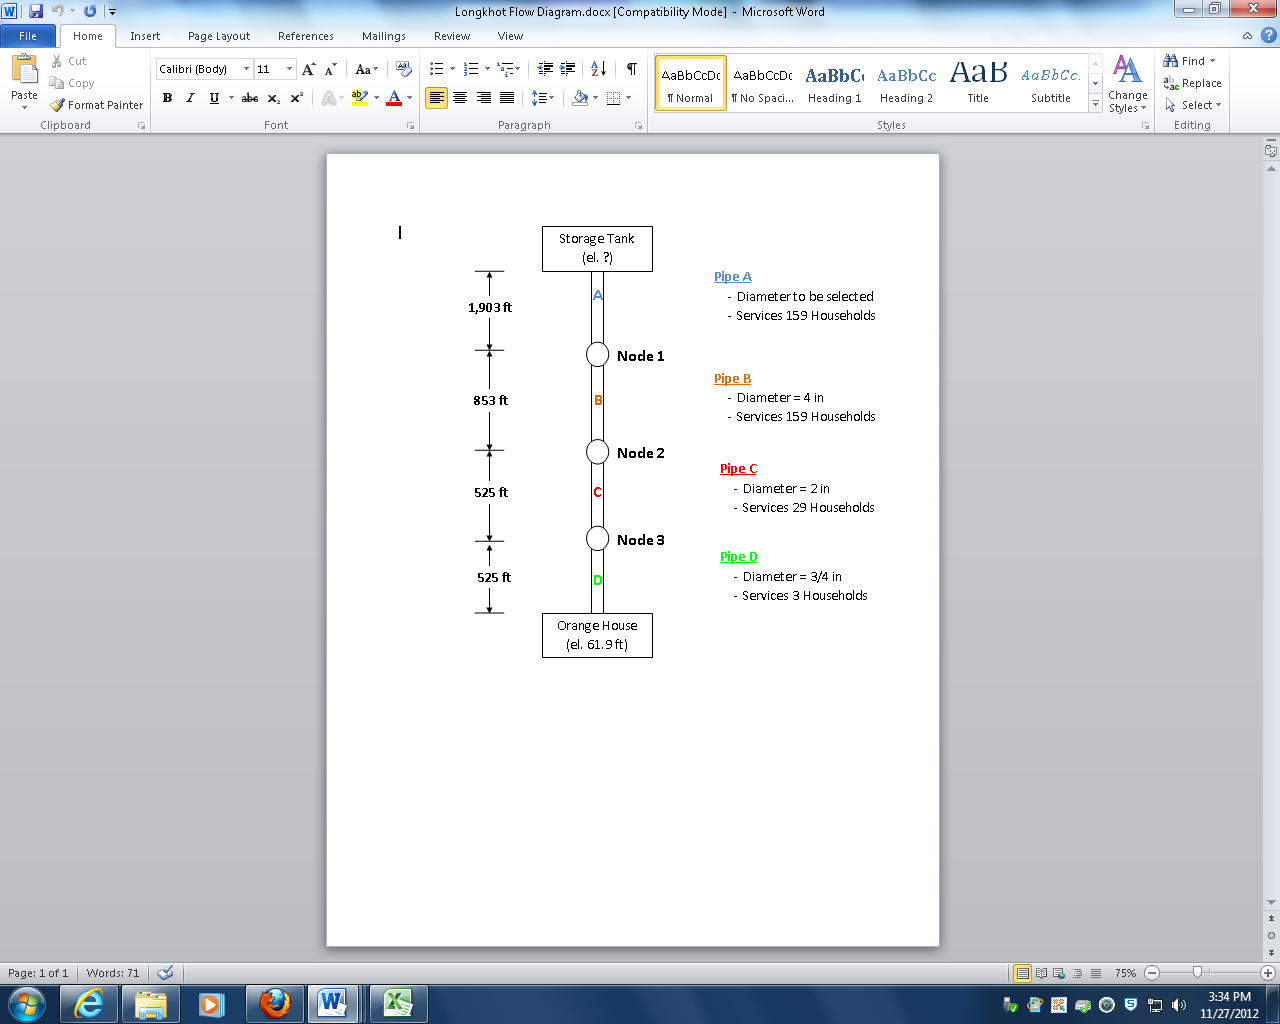 Longkhot Flow Diagram.docx [Compatibility Mode] - Microsoft Word
File Home Insert Page Layout References Mailings Review View
Paste
Cut
Copy
Format Painter
Clipboard
Calibri (Body) 11
Font
Paragraph
AaBbCcDc AaBbCcDc AaBbCc AaBbCc AaB AaBbCc.
¶ Normal ¶ No Spaci... Heading 1 Heading 2 Title Subtitle
Change Styles
Styles
Find
Replace
Select
Editing
Storage Tank
(el. ?)
1,903 ft
A
Pipe A
- Diameter to be selected
- Services 159 Households
Node 1
853 ft
B
Pipe B
- Diameter = 4 in
- Services 159 Households
Node 2
525 ft
C
Pipe C
- Diameter = 2 in
- Services 29 Households
Node 3
525 ft
D
Pipe D
- Diameter = 3/4 in
- Services 3 Households
Orange House
(el. 61.9 ft)
Page: 1 of 1 Words: 71 75%
3:34 PM
11/27/2012